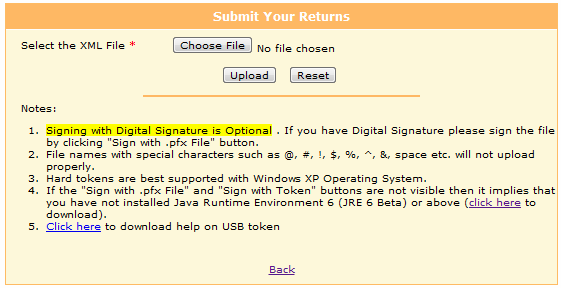 Submit Your Returns
Select the XML File * Choose File No file chosen
Upload Reset
Notes:
1. Signing with Digital Signature is Optional . If you have Digital Signature please sign the file
by clicking "Sign with .pfx File" button.
2. File names with special characters such as @, #, !, $, %, ^, &, space etc. will not upload
properly.
3. Hard tokens are best supported with Windows XP Operating System.
4. If the "Sign with .pfx File" and "Sign with Token" buttons are not visible then it implies that
you have not installed Java Runtime Environment 6 (JRE 6 Beta) or above (click here to
download).
5. Click here to download help on USB token
Back